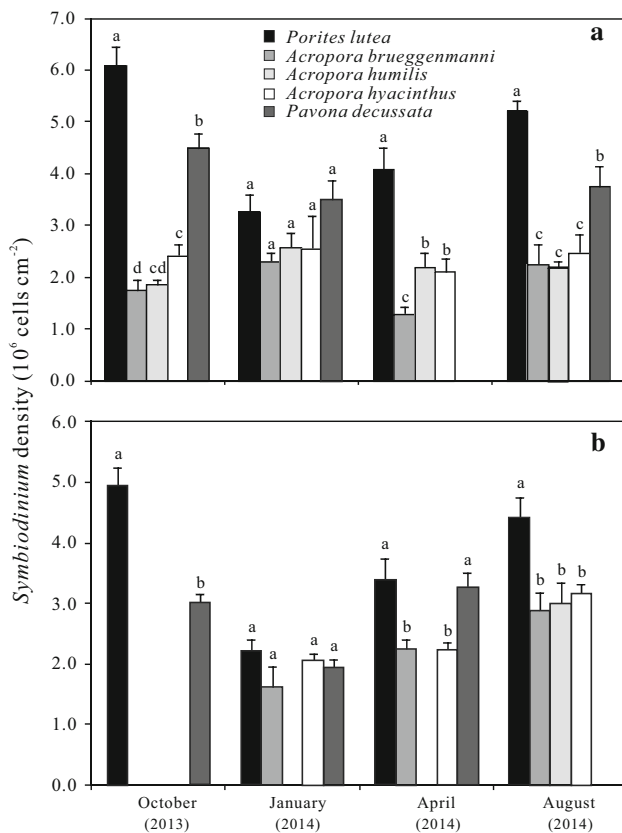 a
Porites lutea
Acropora brueggenmanni
Acropora humilis
Acropora hyacinthus
Pavona decussata
7.0
6.0
5.0
4.0
3.0
2.0
1.0
0.0
a d cd c b
a a a a a
a c b b
a c c c b
Symbiodinium density (10⁶ cells cm⁻²)
b
6.0
5.0
4.0
3.0
2.0
1.0
0.0
a b
a a a a
a b b a
a b b b
October January April August
(2013) (2014) (2014) (2014)